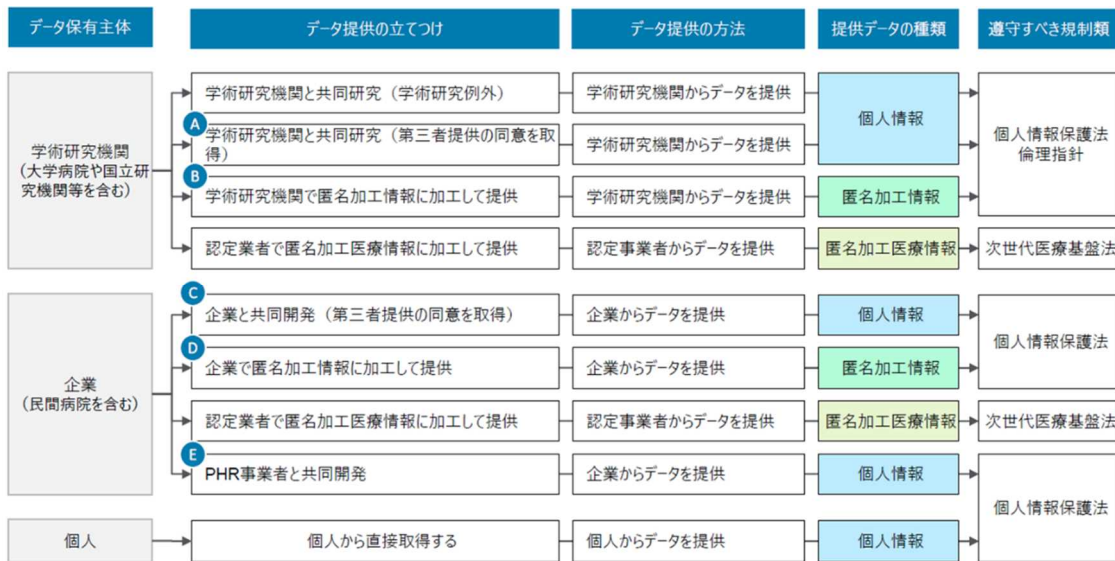 データ保有主体
データ提供の立てつけ
データ提供の方法
提供データの種類
遵守すべき規制類
学術研究機関
(大学病院や国立研
究機関等を含む)
学術研究機関と共同研究（学術研究例外）
学術研究機関からデータを提供
個人情報
個人情報保護法
倫理指針
A
学術研究機関と共同研究（第三者提供の同意を取
得）
学術研究機関からデータを提供
B
学術研究機関で匿名加工情報に加工して提供
学術研究機関からデータを提供
匿名加工情報
認定業者で匿名加工医療情報に加工して提供
認定事業者からデータを提供
匿名加工医療情報
次世代医療基盤法
企業
(民間病院を含む)
C
企業と共同開発（第三者提供の同意を取得）
企業からデータを提供
個人情報
個人情報保護法
D
企業で匿名加工情報に加工して提供
企業からデータを提供
匿名加工情報
認定業者で匿名加工医療情報に加工して提供
認定事業者からデータを提供
匿名加工医療情報
次世代医療基盤法
E
PHR事業者と共同開発
企業からデータを提供
個人情報
個人情報保護法
個人
個人から直接取得する
個人からデータを提供
個人情報